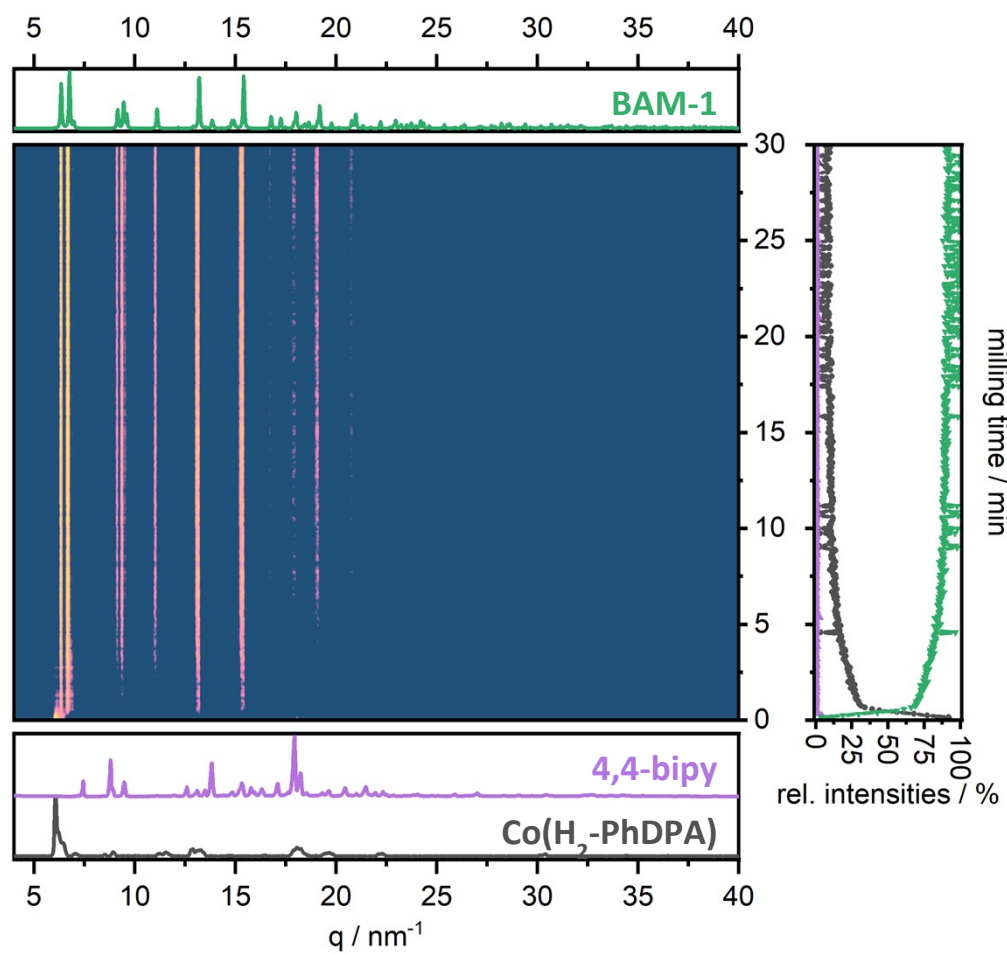 5 10 15 20 25 30 35 40
BAM-1
30
25
20
15
10
5
0
milling time / min
0 25 50 75 100
rel. intensities / %
4,4-bipy
Co(H₂-PhDPA)
5 10 15 20 25 30 35 40
q / nm⁻¹